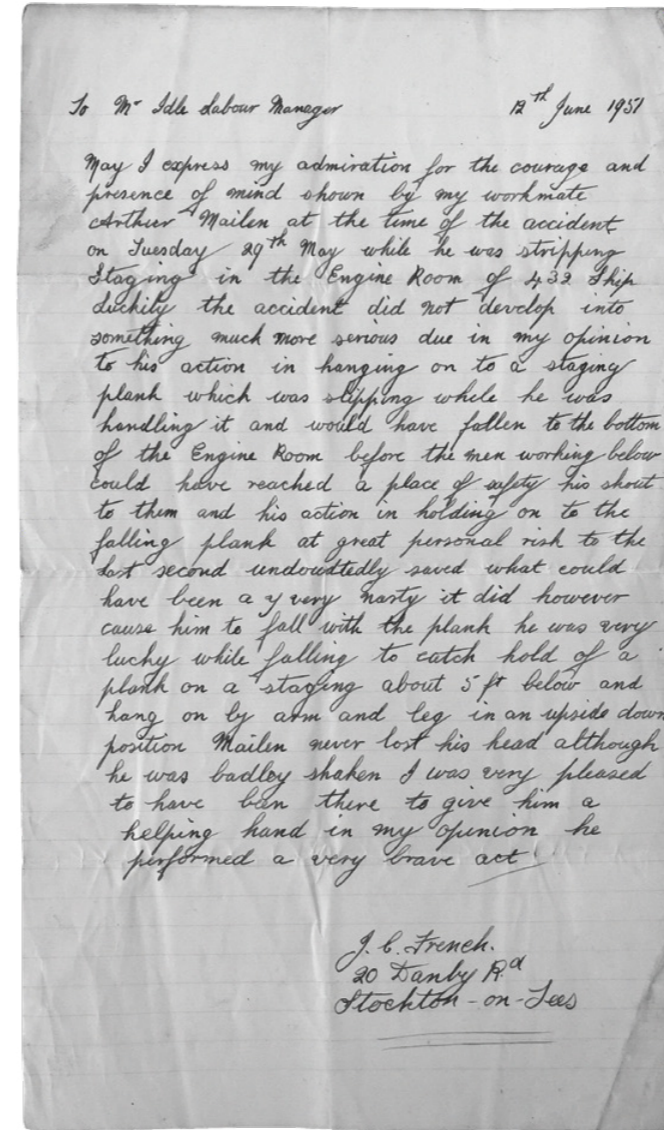 To Mr Idle Labour Manager 12th June 1951
May I express my admiration for the courage and
presence of mind shown by my workmate
Arthur Mailen at the time of the accident
on Tuesday 29th May while he was stripping
Staging in the Engine Room of 432 Ship
Luckily the accident did not develop into
something much more serious due in my opinion
to his action in hanging on to a staging
plank which was slipping while he was
handling it and would have fallen to the bottom
of the Engine Room before the men working below
could have reached a place of safety his shout
to them and his action in holding on to the
falling plank at great personal risk to the
last second undoudtedly saved what could
have been a y very nasty it did however
cause him to fall with the plank he was very
lucky while falling to catch hold of a
plank on a staging about 5 ft below and
hang on by arm and leg in an upside down
position Mailen never lost his head although
he was badley shaken I was very pleased
to have ban there to give him a
helping hand in my opunion he
performed a very brave act
J. C. French.
20 Danby Rd
Stockton-on-Tees